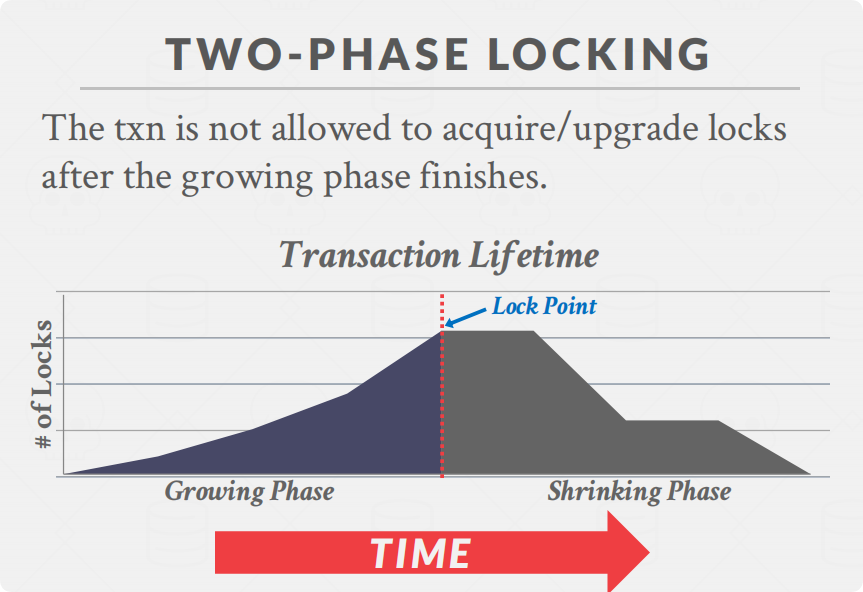 TWO-PHASE LOCKING
The txn is not allowed to acquire/upgrade locks
after the growing phase finishes.
Transaction Lifetime
Lock Point
# of Locks
Growing Phase
Shrinking Phase
TIME